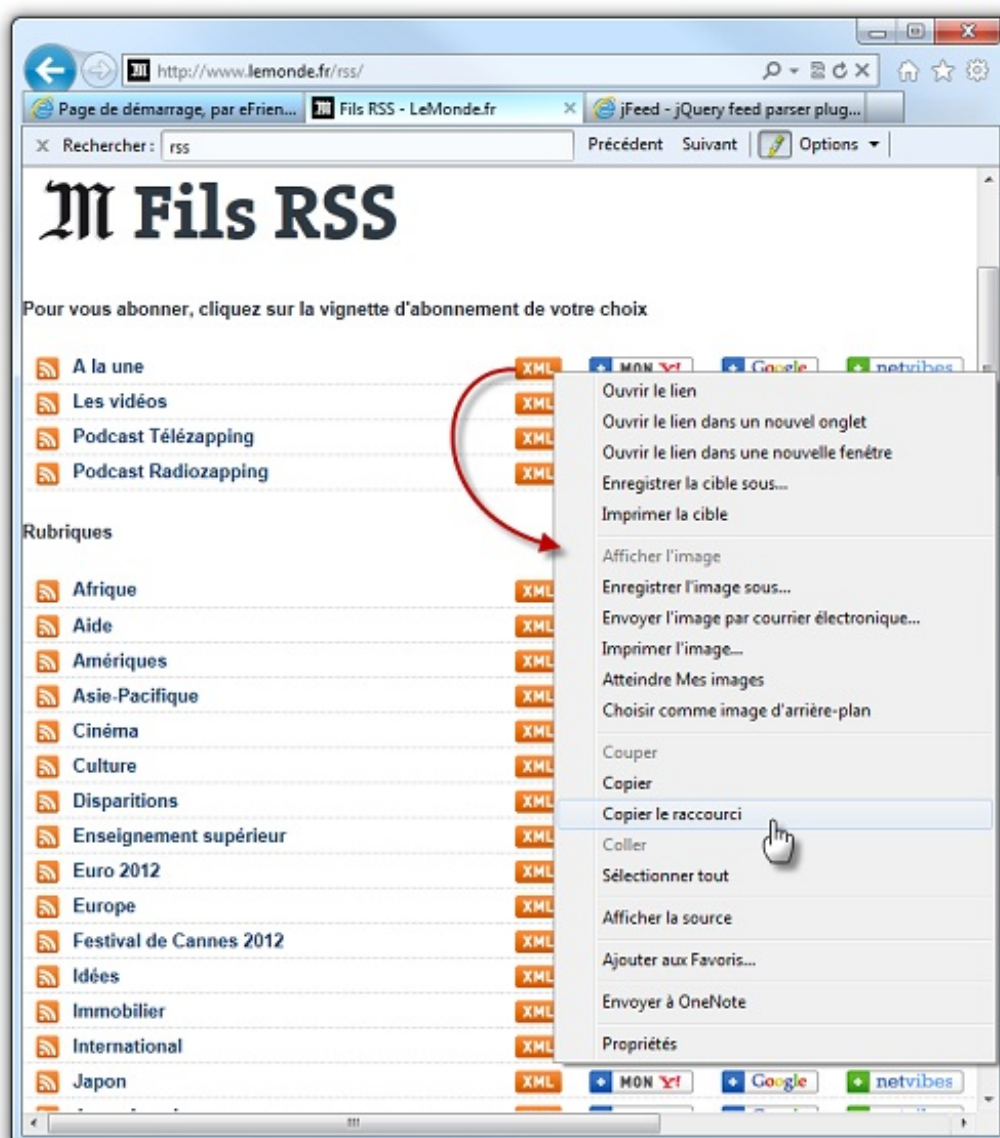 http://www.lemonde.fr/rss/
Page de démarrage, par eFrien...
Fils RSS - LeMonde.fr
jFeed - jQuery feed parser plug...
Rechercher :
rss
Précédent
Suivant
Options
M Fils RSS
Pour vous abonner, cliquez sur la vignette d'abonnement de votre choix
A la une XML MON Y! Google netvibes
Les vidéos XML
Podcast Télézapping XML
Podcast Radiozapping XML
Rubriques
Afrique XML
Aide XML
Amériques XML
Asie-Pacifique XML
Cinéma XML
Culture XML
Disparitions XML
Enseignement supérieur XML
Euro 2012 XML
Europe XML
Festival de Cannes 2012 XML
Idées XML
Immobilier XML
International XML
Japon XML MON Y! Google netvibes
Ouvrir le lien
Ouvrir le lien dans un nouvel onglet
Ouvrir le lien dans une nouvelle fenêtre
Enregistrer la cible sous...
Imprimer la cible
Afficher l'image
Enregistrer l'image sous...
Envoyer l'image par courrier électronique...
Imprimer l'image...
Atteindre Mes images
Choisir comme image d'arrière-plan
Couper
Copier
Copier le raccourci
Coller
Sélectionner tout
Afficher la source
Ajouter aux Favoris...
Envoyer à OneNote
Propriétés